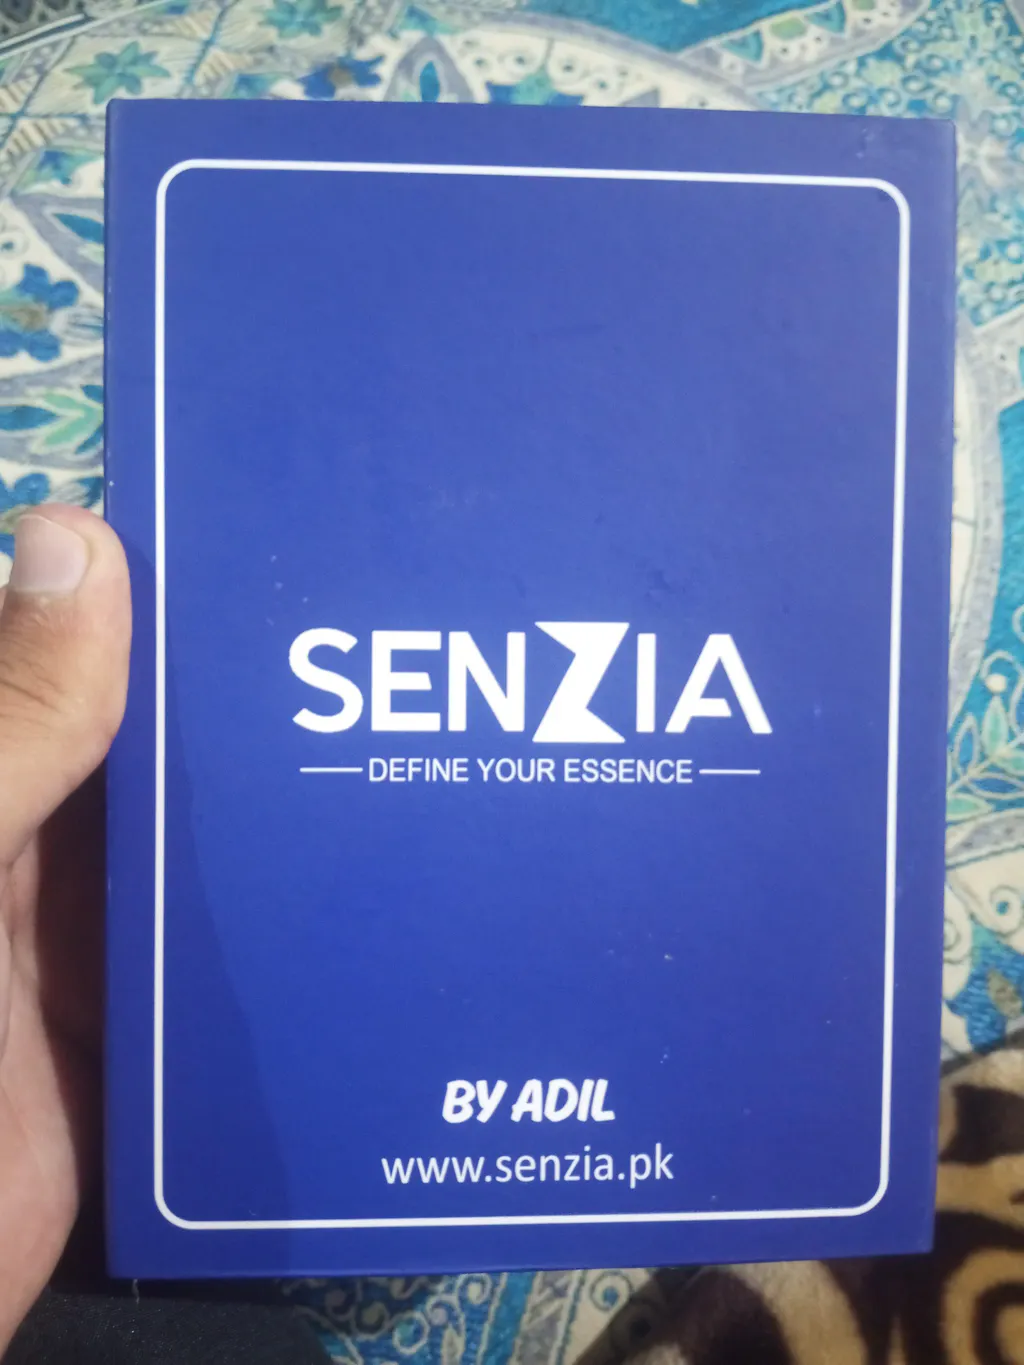 SENZIA
DEFINE YOUR ESSENCE
BY ADIL
www.senzia.pk